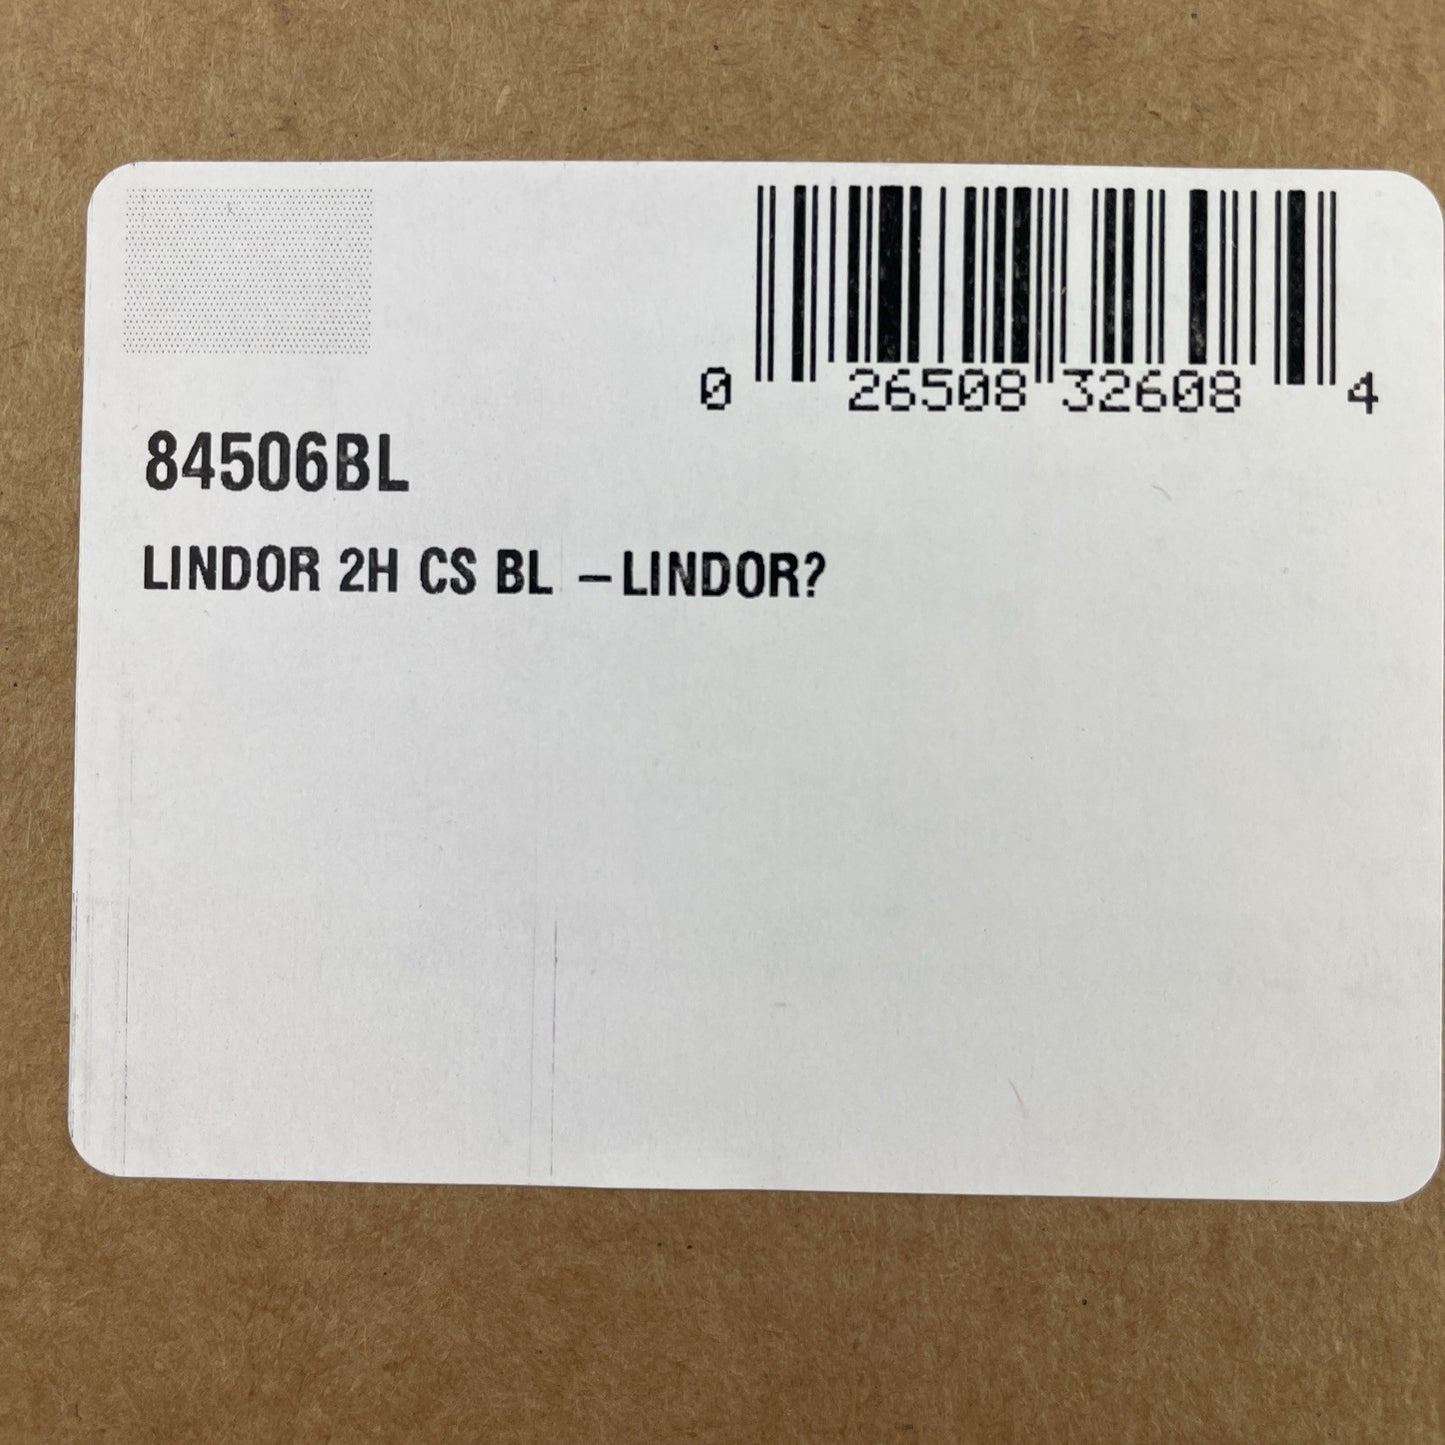 0 26508 32608 4
84506BL
LINDOR 2H CS BL – LINDOR?